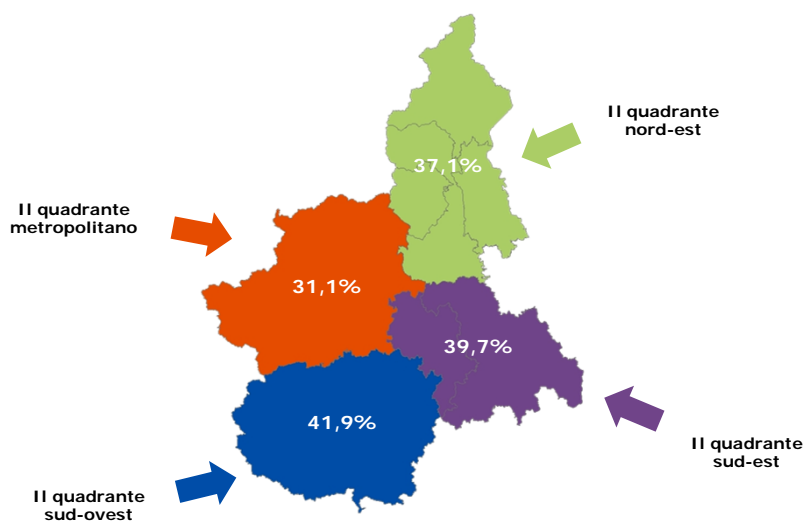 Il quadrante
nord-est
37,1%
Il quadrante
metropolitano
31,1%
39,7%
41,9%
Il quadrante
sud-est
Il quadrante
sud-ovest